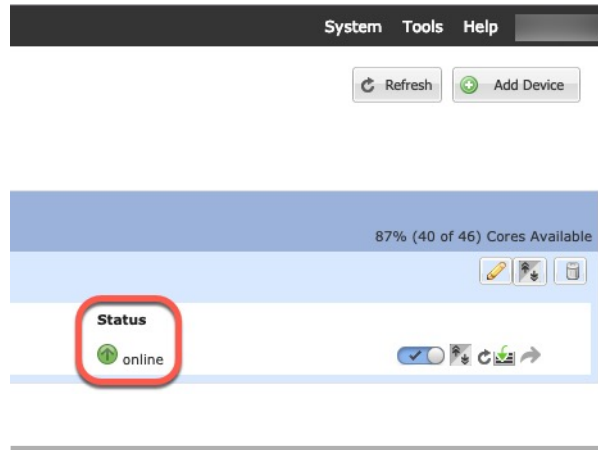 System Tools Help
Refresh Add Device
87% (40 of 46) Cores Available
Status
online